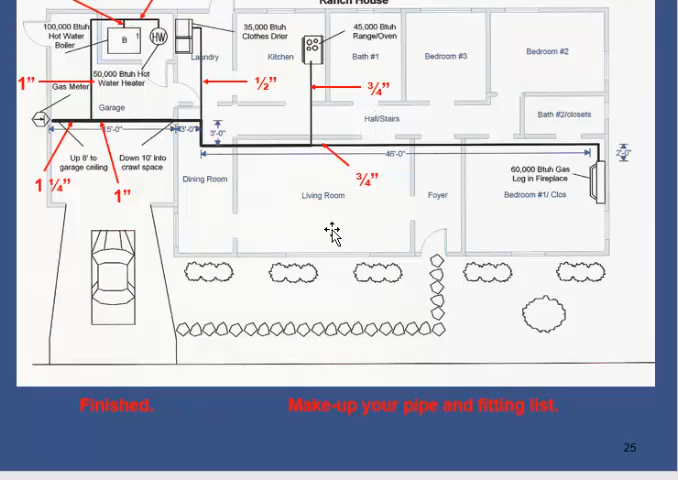 Ranch House
100,000 Btuh
Hot Water
Boiler
B
1
HW
35,000 Btuh
Clothes Drier
45,000 Btuh
Range/Oven
Laundry
Kitchen
Bath #1
Bedroom #3
Bedroom #2
1”
50,000 Btuh Hot
Water Heater
½”
¾”
Gas Meter
Garage
Bath #2/closets
Hall/Stairs
15'-0"
3'-0"
3'-0"
46'-0"
2'-0"
Up 8' to
garage ceiling
Down 10' into
crawl space
1 ¼”
1”
¾”
60,000 Btuh Gas
Log in Fireplace
Dining Room
Living Room
Foyer
Bedroom #1/ Clos
Finished.
Make-up your pipe and fitting list.
25